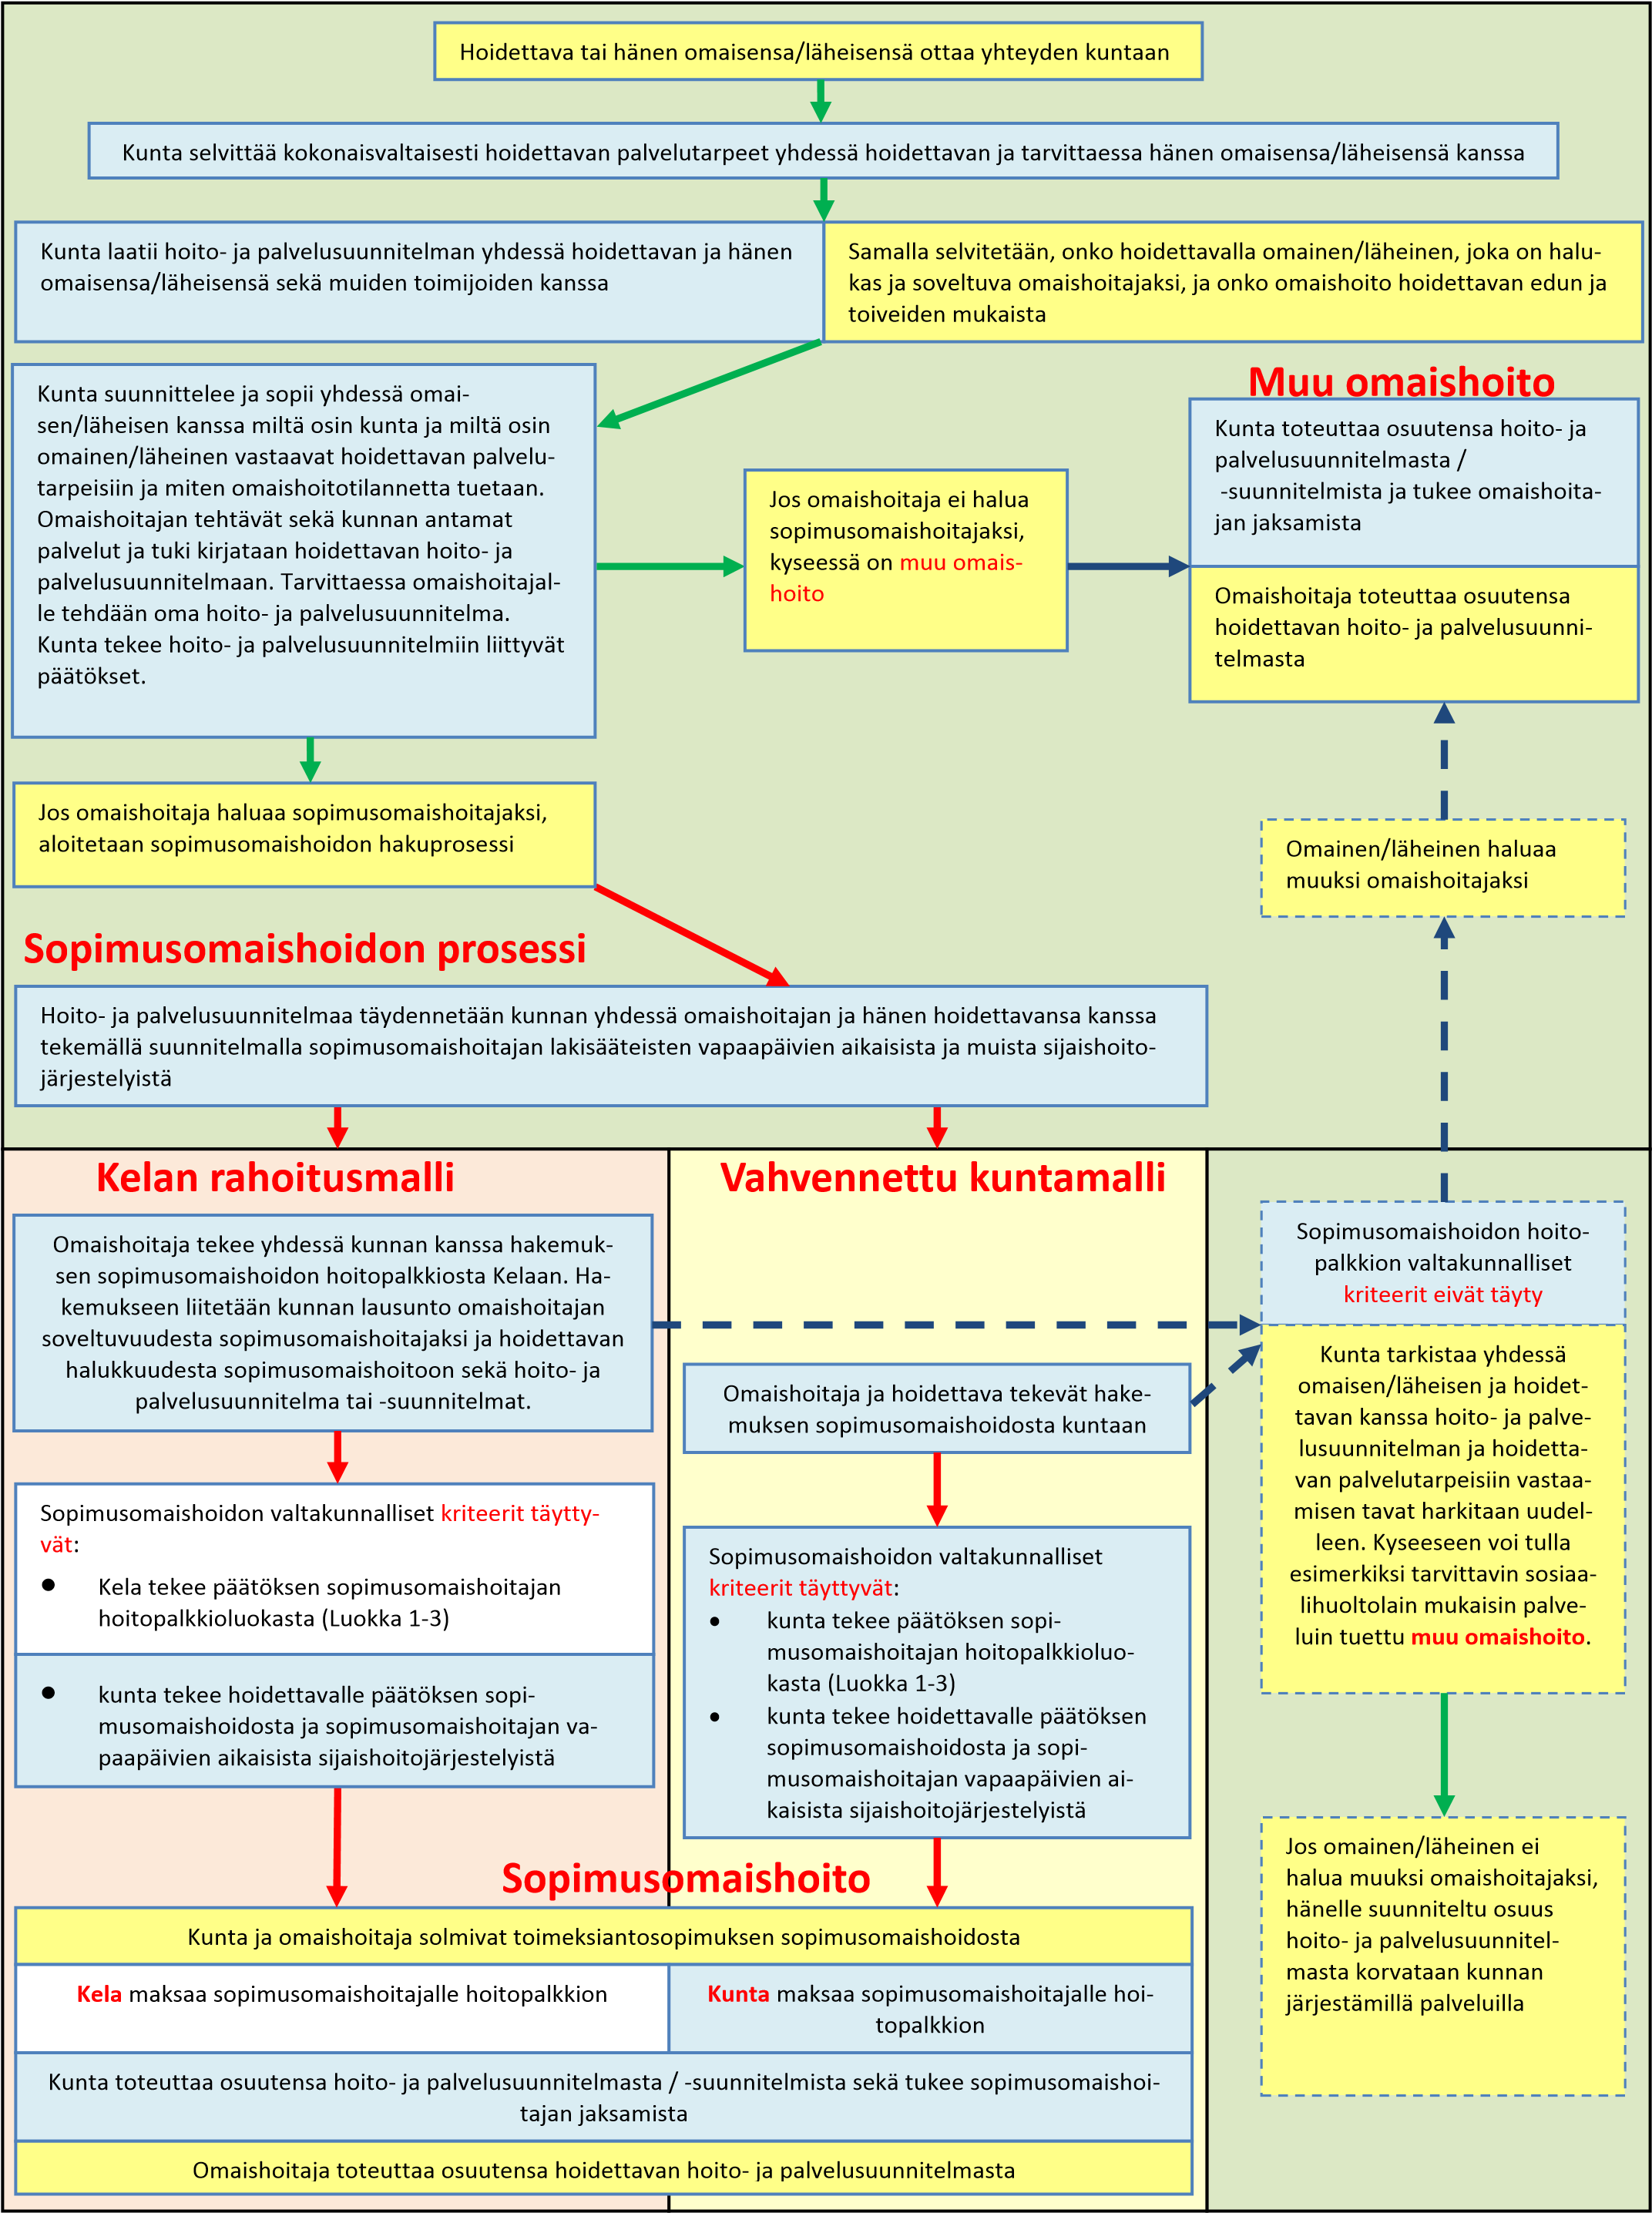 Hoidettava tai hänen omaisensa/läheisensä ottaa yhteyden kuntaan
Kunta selvittää kokonaisvaltaisesti hoidettavan palvelutarpeet yhdessä hoidettavan ja tarvittaessa hänen omaisensa/läheisensä kanssa
Kunta laatii hoito- ja palvelusuunnitelman yhdessä hoidettavan ja hänen
omaisensa/läheisensä sekä muiden toimijoiden kanssa
Samalla selvitetään, onko hoidettavalla omainen/läheinen, joka on halu-
kas ja soveltuva omaishoitajaksi, ja onko omaishoito hoidettavan edun ja
toiveiden mukaista
Kunta suunnittelee ja sopii yhdessä omai-
sen/läheisen kanssa miltä osin kunta ja miltä osin
omainen/läheinen vastaavat hoidettavan palvelu-
tarpeisiin ja miten omaishoitotilannetta tuetaan.
Omaishoitajan tehtävät sekä kunnan antamat
palvelut ja tuki kirjataan hoidettavan hoito- ja
palvelusuunnitelmaan. Tarvittaessa omaishoitajal-
le tehdään oma hoito- ja palvelusuunnitelma.
Kunta tekee hoito- ja palvelusuunnitelmiin liittyvät
päätökset.
Jos omaishoitaja ei halua
sopimusomaishoitajaksi,
kyseessä on muu omais-
hoito
Muu omaishoito
Kunta toteuttaa osuutensa hoito- ja
palvelusuunnitelmasta /
-suunnitelmista ja tukee omaishoita-
jan jaksamista
Omaishoitaja toteuttaa osuutensa
hoidettavan hoito- ja palvelusuunni-
telmasta
Jos omaishoitaja haluaa sopimusomaishoitajaksi,
aloitetaan sopimusomaishoidon hakuprosessi
Omainen/läheinen haluaa
muuksi omaishoitajaksi
Sopimusomaishoidon prosessi
Hoito- ja palvelusuunnitelmaa täydennetään kunnan yhdessä omaishoitajan ja hänen hoidettavansa kanssa
tekemällä suunnitelmalla sopimusomaishoitajan lakisääteisten vapaapäivien aikaisista ja muista sijaishoito-
järjestelyistä
Kelan rahoitusmalli
Omaishoitaja tekee yhdessä kunnan kanssa hakemuk-
sen sopimusomaishoidon hoitopalkkiosta Kelaan. Ha-
kemukseen liitetään kunnan lausunto omaishoitajan
soveltuvuudesta sopimusomaishoitajaksi ja hoidettavan
halukkuudesta sopimusomaishoitoon sekä hoito- ja
palvelusuunnitelma tai -suunnitelmat.
Sopimusomaishoidon valtakunnalliset kriteerit täytty-
vät:
● Kela tekee päätöksen sopimusomaishoitajan
hoitopalkkioluokasta (Luokka 1-3)
● kunta tekee hoidettavalle päätöksen sopi-
musomaishoidosta ja sopimusomaishoitajan va-
paapäivien aikaisista sijaishoitojärjestelyistä
Vahvennettu kuntamalli
Omaishoitaja ja hoidettava tekevät hake-
muksen sopimusomaishoidosta kuntaan
Sopimusomaishoidon valtakunnalliset
kriteerit täyttyvät:
● kunta tekee päätöksen sopi-
musomaishoitajan hoitopalkkioluo-
kasta (Luokka 1-3)
● kunta tekee hoidettavalle päätöksen
sopimusomaishoidosta ja sopi-
musomaishoitajan vapaapäivien ai-
kaisista sijaishoitojärjestelyistä
Sopimusomaishoidon hoito-
palkkion valtakunnalliset
kriteerit eivät täyty
Kunta tarkistaa yhdessä
omaisen/läheisen ja hoidet-
tavan kanssa hoito- ja palve-
lusuunnitelman ja hoidetta-
van palvelutarpeisiin vastaa-
misen tavat harkitaan uudel-
leen. Kyseeseen voi tulla
esimerkiksi tarvittavin sosiaa-
lihuoltolain mukaisin palve-
luin tuettu muu omaishoito.
Jos omainen/läheinen ei
halua muuksi omaishoitajaksi,
hänelle suunniteltu osuus
hoito- ja palvelusuunnitel-
masta korvataan kunnan
järjestämillä palveluilla
Sopimusomaishoito
Kunta ja omaishoitaja solmivat toimeksiantosopimuksen sopimusomaishoidosta
Kela maksaa sopimusomaishoitajalle hoitopalkkion
Kunta maksaa sopimusomaishoitajalle hoi-
topalkkion
Kunta toteuttaa osuutensa hoito- ja palvelusuunnitelmasta / -suunnitelmista sekä tukee sopimusomaishoi-
tajan jaksamista
Omaishoitaja toteuttaa osuutensa hoidettavan hoito- ja palvelusuunnitelmasta